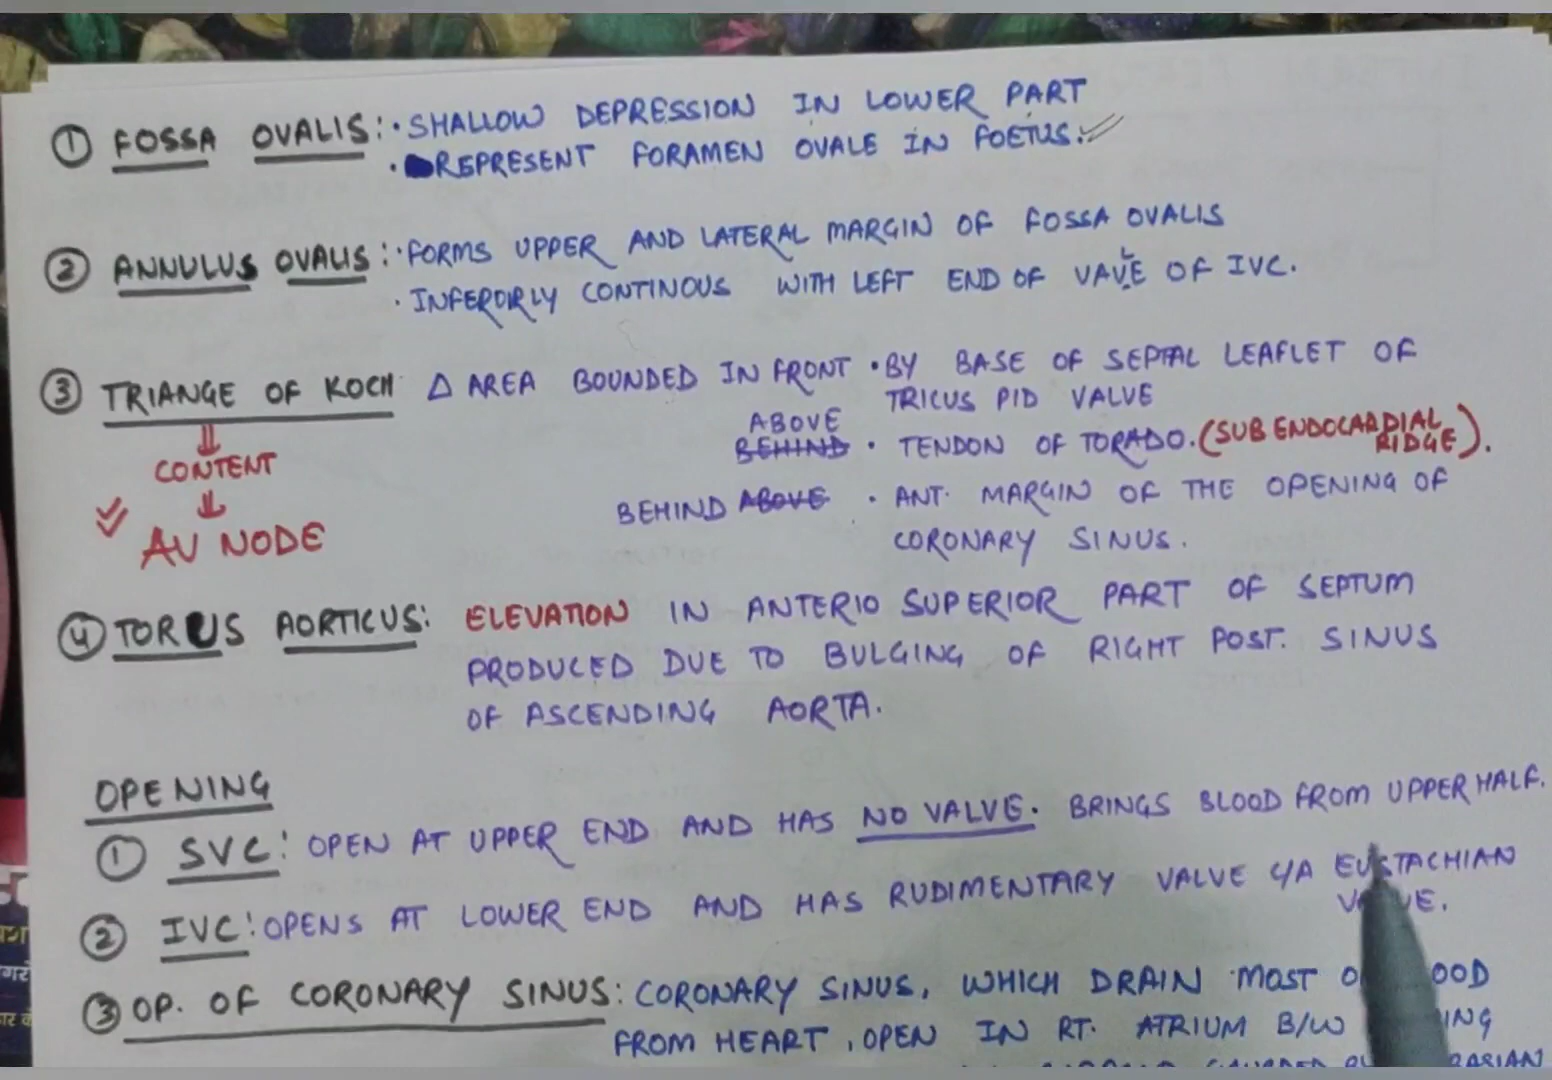 ① FOSSA OVALIS: · SHALLOW DEPRESSION IN LOWER PART
· REPRESENT FORAMEN OVALE IN FOETUS.
② ANNULUS OVALIS: · FORMS UPPER AND LATERAL MARGIN OF FOSSA OVALIS
· INFERORLY CONTINOUS WITH LEFT END OF VAVLE OF IVC.
③ TRIANGE OF KOCH Δ AREA BOUNDED IN FRONT · BY BASE OF SEPTAL LEAFLET OF
TRICUS PID VALVE
ABOVE
BEHIND · TENDON OF TORADO. (SUB ENDOCARDIAL
RIDGE).
⇓
CONTENT
BEHIND ABOVE · ANT. MARGIN OF THE OPENING OF
↓
AV NODE
CORONARY SINUS.
④ TORUS AORTICUS: ELEVATION IN ANTERIO SUPERIOR PART OF SEPTUM
PRODUCED DUE TO BULGING OF RIGHT POST. SINUS
OF ASCENDING AORTA.
OPENING
① SVC: OPEN AT UPPER END AND HAS NO VALVE. BRINGS BLOOD FROM UPPER HALF.
② IVC: OPENS AT LOWER END AND HAS RUDIMENTARY VALVE C/A EUSTACHIAN
③ OP. OF CORONARY SINUS: CORONARY SINUS, WHICH DRAIN MOST
FROM HEART, OPEN IN RT. ATRIUM B/W